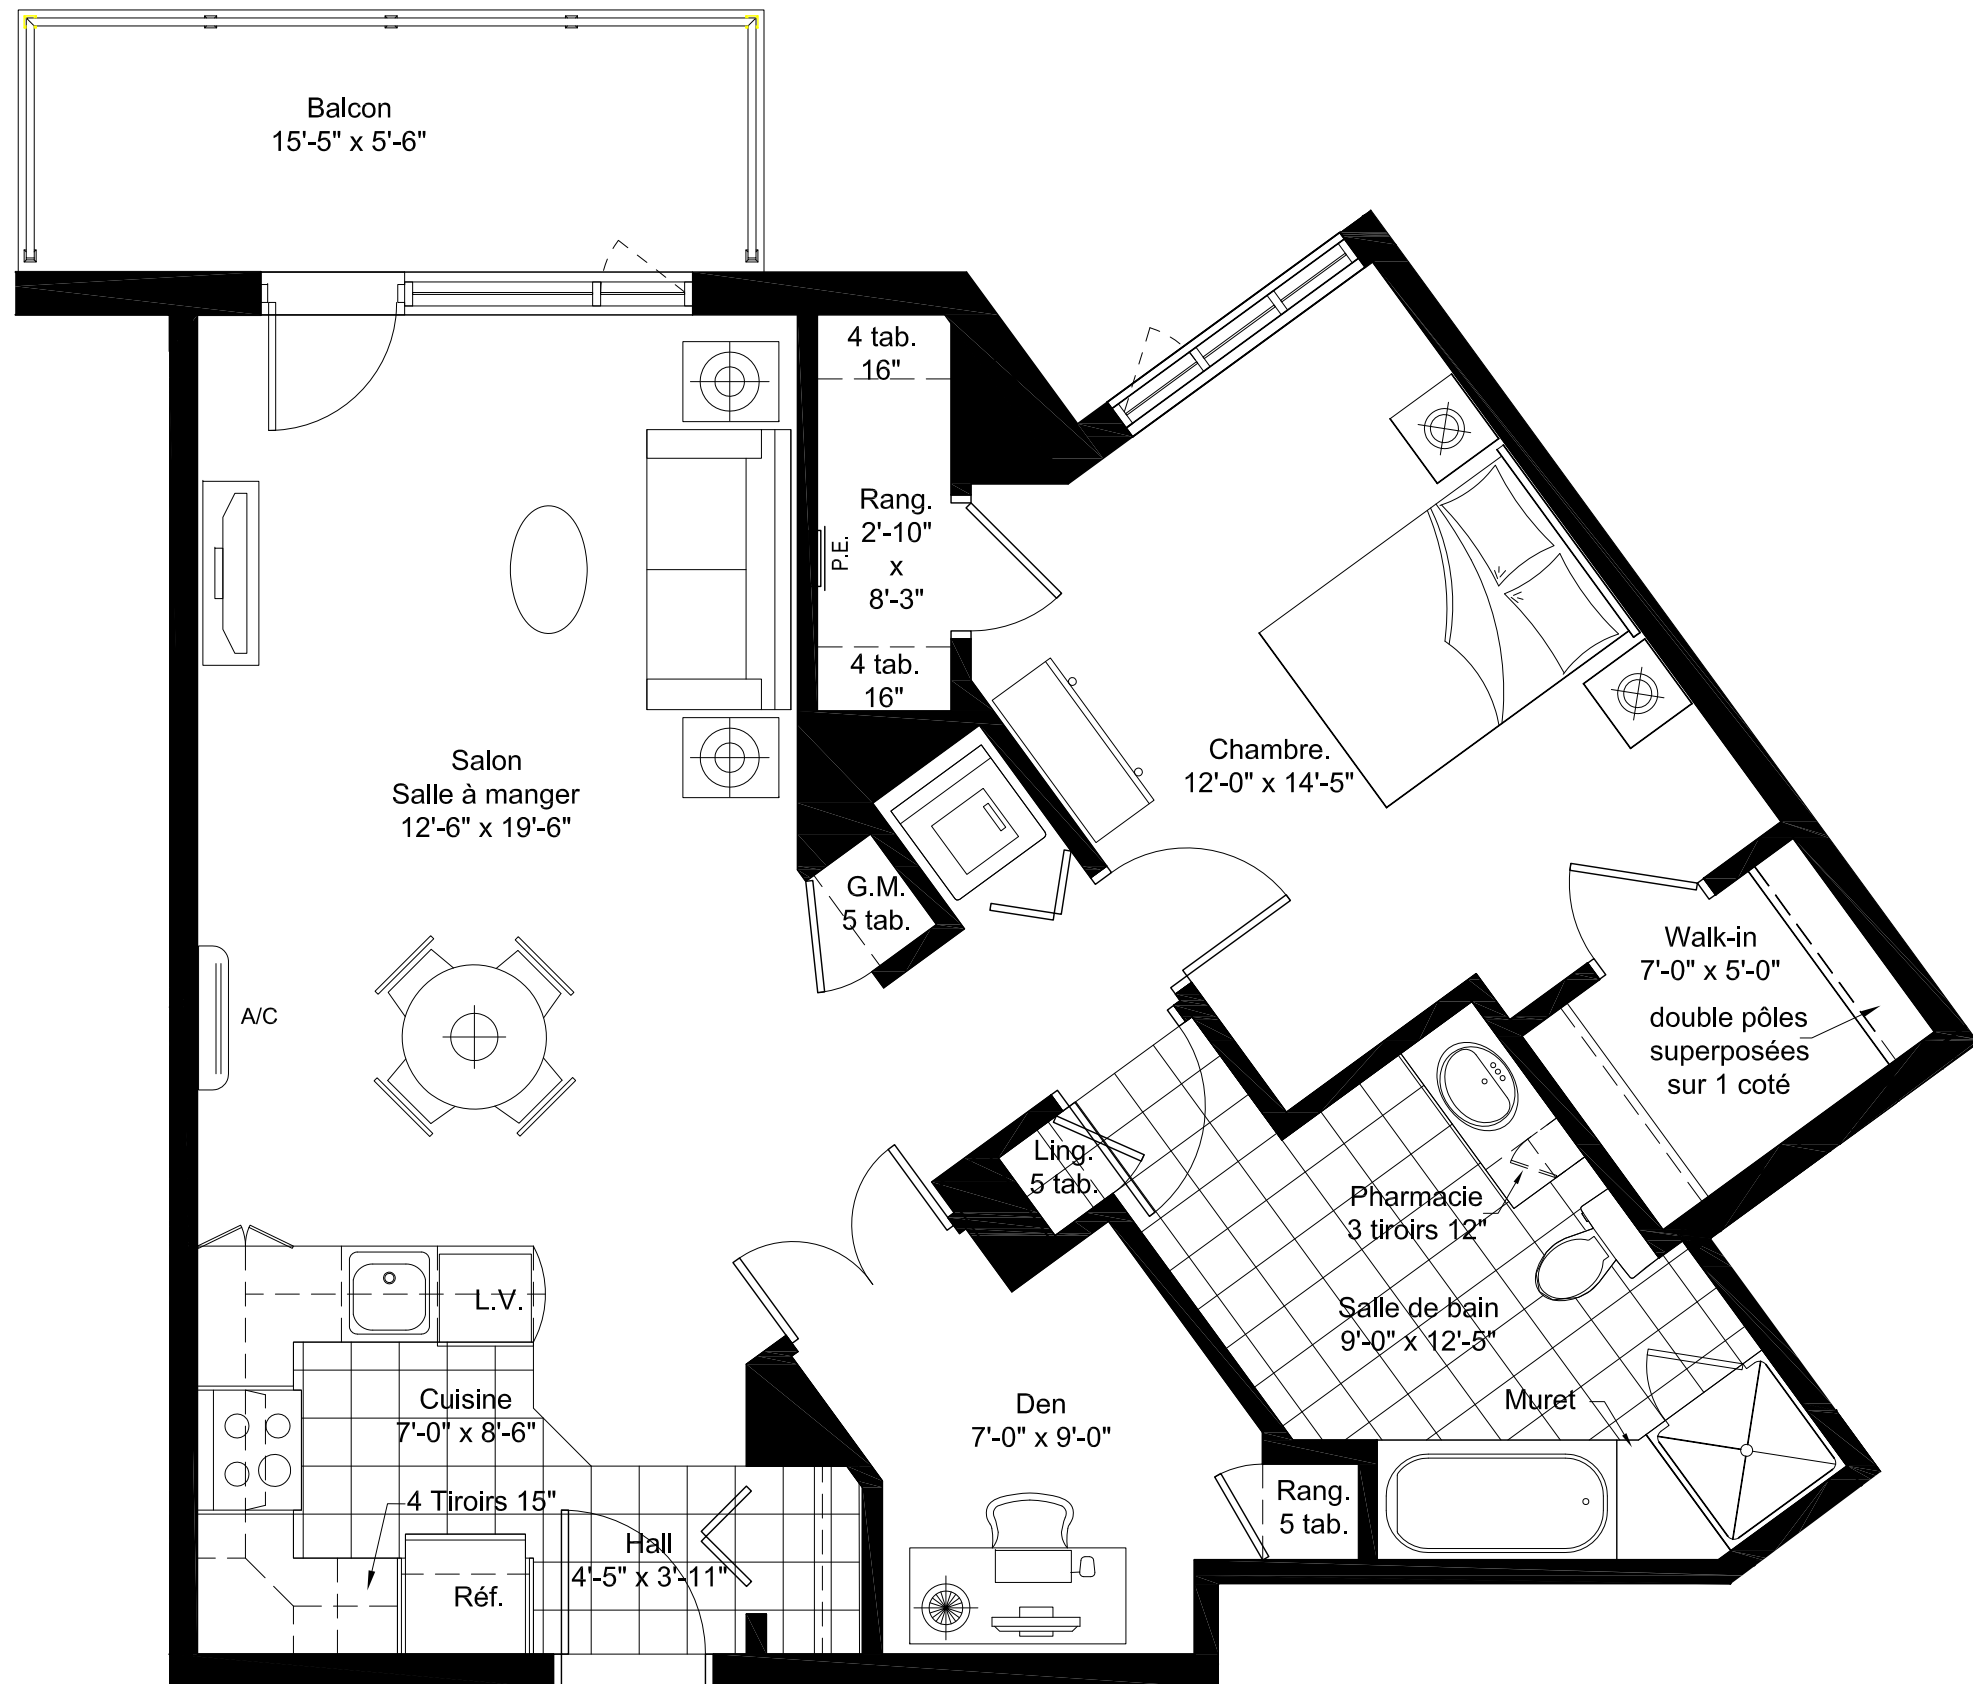 Balcon
15'-5" x 5'-6"
4 tab.
16"
Rang.
2'-10"
x
8'-3"
P.E.
4 tab.
16"
Salon
Salle à manger
12'-6" x 19'-6"
Chambre.
12'-0" x 14'-5"
G.M.
5 tab.
Walk-in
7'-0" x 5'-0"
double pôles
superposées
sur 1 coté
A/C
Ling.
5 tab.
Pharmacie
3 tiroirs 12"
L.V.
Salle de bain
9'-0" x 12'-5"
Cuisine
7'-0" x 8'-6"
Den
7'-0" x 9'-0"
Muret
4 Tiroirs 15"
Rang.
5 tab.
Hall
4'-5" x 3'-11"
Réf.